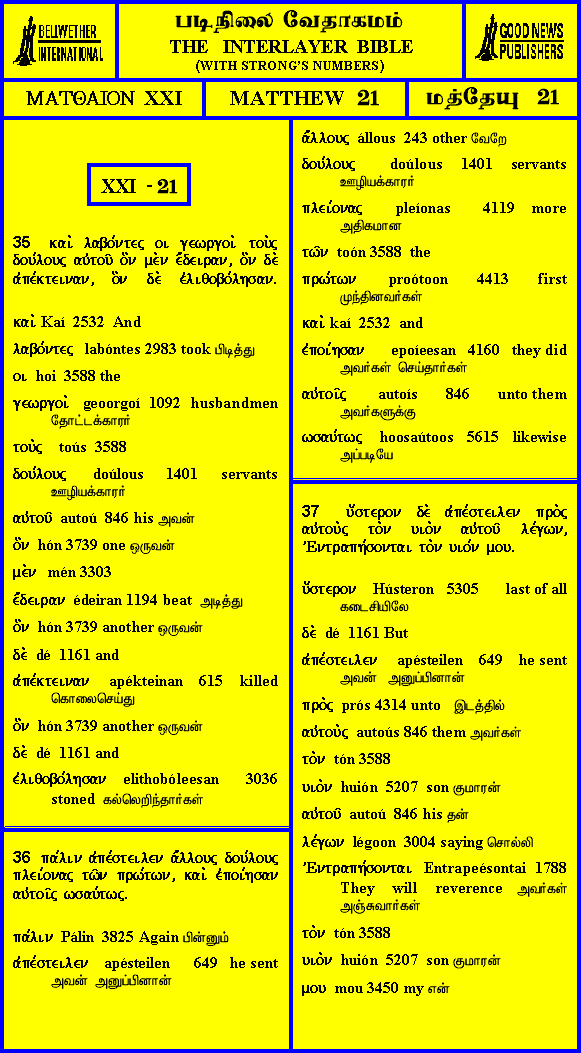 BELLWETHER
INTERNATIONAL
படிநிலை வேதாகமம்
THE INTERLAYER BIBLE
(WITH STRONG'S NUMBERS)
GOOD NEWS
PUBLISHERS
ΜΑΤΘΑΙΟΝ XXI
MATTHEW 21
மத்தேயு 21
XXI - 21
35 καὶ λαβόντες οι γεωργοὶ τοὺς
δούλους αὐτοῦ ὃν μὲν ἔδειραν, ὃν δὲ
ἀπέκτειναν, ὃν δὲ ἐλιθοβόλησαν.
καὶ Kaí 2532 And
λαβόντες labóntes 2983 took பிடித்து
οι hoi 3588 the
γεωργοὶ geoorgoí 1092 husbandmen
தோட்டக்காரர்
τοὺς toús 3588
δούλους doúlous 1401 servants
ஊழியக்காரர்
αὐτοῦ autoú 846 his அவன்
ὃν hón 3739 one ஒருவன்
μὲν mén 3303
ἔδειραν édeiran 1194 beat அடித்து
ὃν hón 3739 another ஒருவன்
δὲ dé 1161 and
ἀπέκτειναν apékteinan 615 killed
கொலைசெய்து
ὃν hón 3739 another ஒருவன்
δὲ dé 1161 and
ἐλιθοβόλησαν elithobóleesan 3036
stoned கல்லெறிந்தார்கள்
36 πάλιν ἀπέστειλεν ἄλλους δούλους
πλείονας τῶν πρώτων, καὶ ἐποίησαν
αὐτοῖς ωσαύτως.
πάλιν Pálin 3825 Again பின்னும்
ἀπέστειλεν apésteilen 649 he sent
அவன் அனுப்பினான்
ἄλλους állous 243 other வேறே
δούλους doúlous 1401 servants
ஊழியக்காரர்
πλείονας pleíonas 4119 more
அதிகமான
τῶν toón 3588 the
πρώτων proótoon 4413 first
முந்தினவர்கள்
καὶ kaí 2532 and
ἐποίησαν epoíeesan 4160 they did
அவர்கள் செய்தார்கள்
αὐτοῖς autoís 846 unto them
அவர்களுக்கு
ωσαύτως hoosaútoos 5615 likewise
அப்படியே
37 ὕστερον δὲ ἀπέστειλεν πρὸς
αὐτοὺς τὸν υιὸν αὐτοῦ λέγων,
Ἐντραπήσονται τὸν υιόν μου.
ὕστερον Hústeron 5305 last of all
கடைசியிலே
δὲ dé 1161 But
ἀπέστειλεν apésteilen 649 he sent
அவன் அனுப்பினான்
πρὸς prós 4314 unto இடத்தில்
αὐτοὺς autoús 846 them அவர்கள்
τὸν tón 3588
υιὸν huión 5207 son குமாரன்
αὐτοῦ autoú 846 his தன்
λέγων légoon 3004 saying சொல்லி
Ἐντραπήσονται Entrapeésontai 1788
They will reverence அவர்கள்
அஞ்சுவார்கள்
τὸν tón 3588
υιὸν huión 5207 son குமாரன்
μου mou 3450 my என்